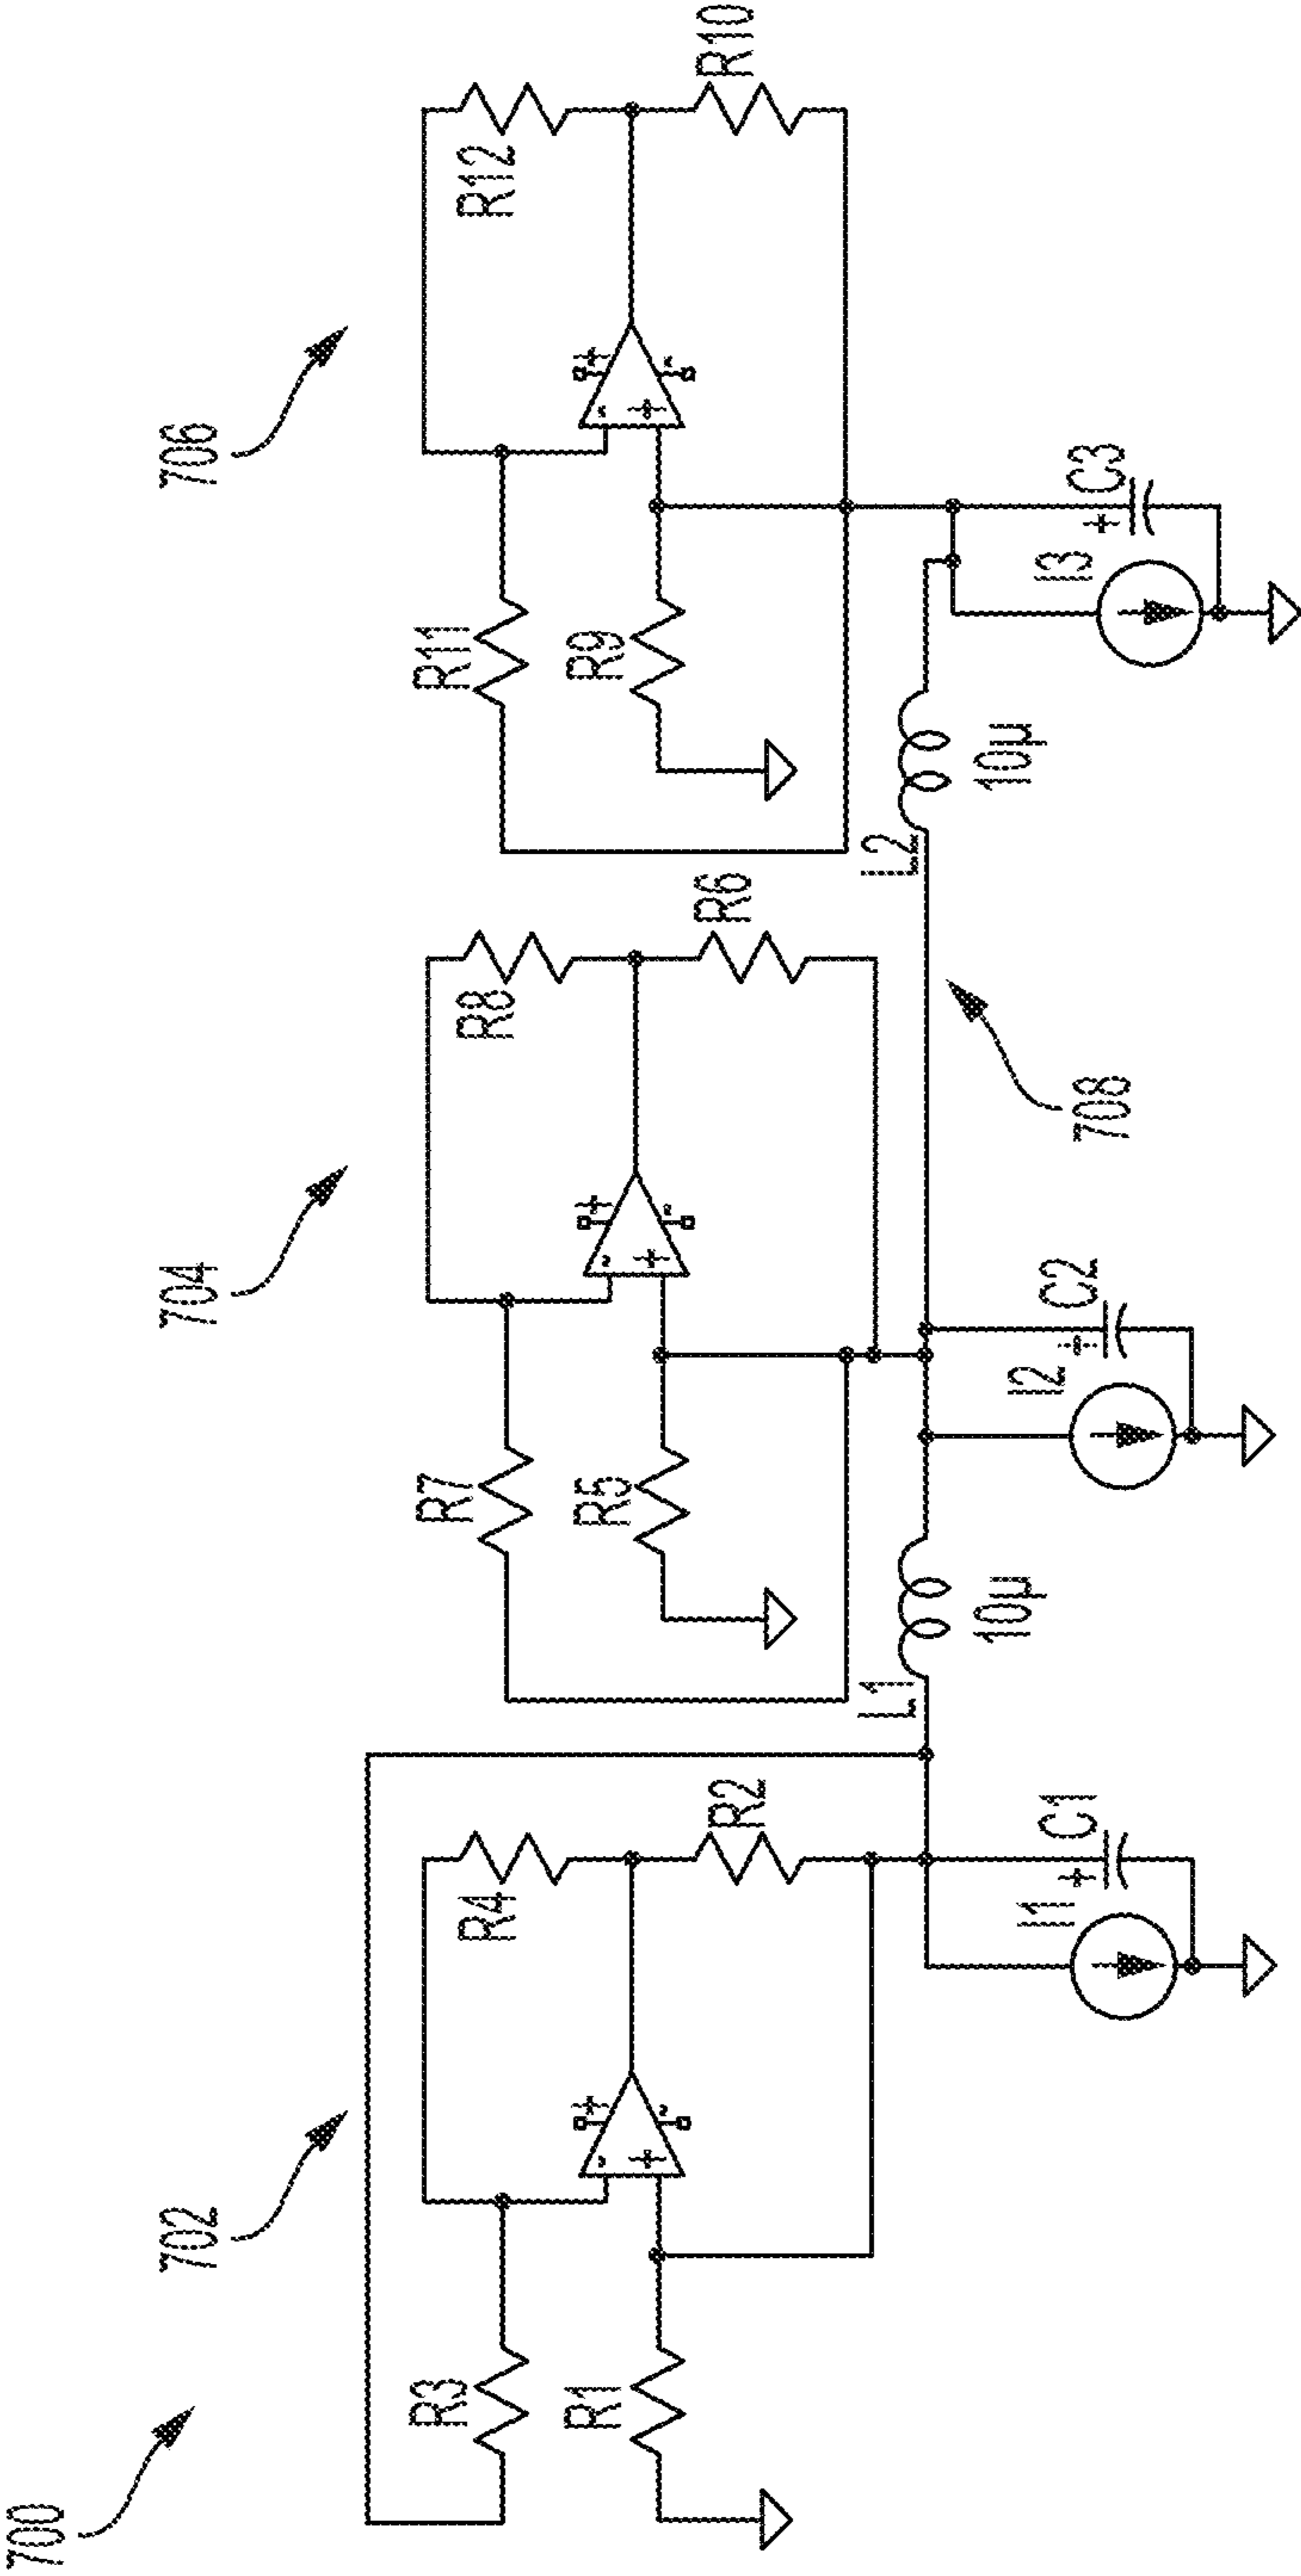 700
702
704
706
R3
R4
R1
R2
R7
R8
R5
R6
R11
R12
R9
R10
L1
10µ
L2
10µ
708
I1
+
C1
I2
+
C2
I3
+
C3